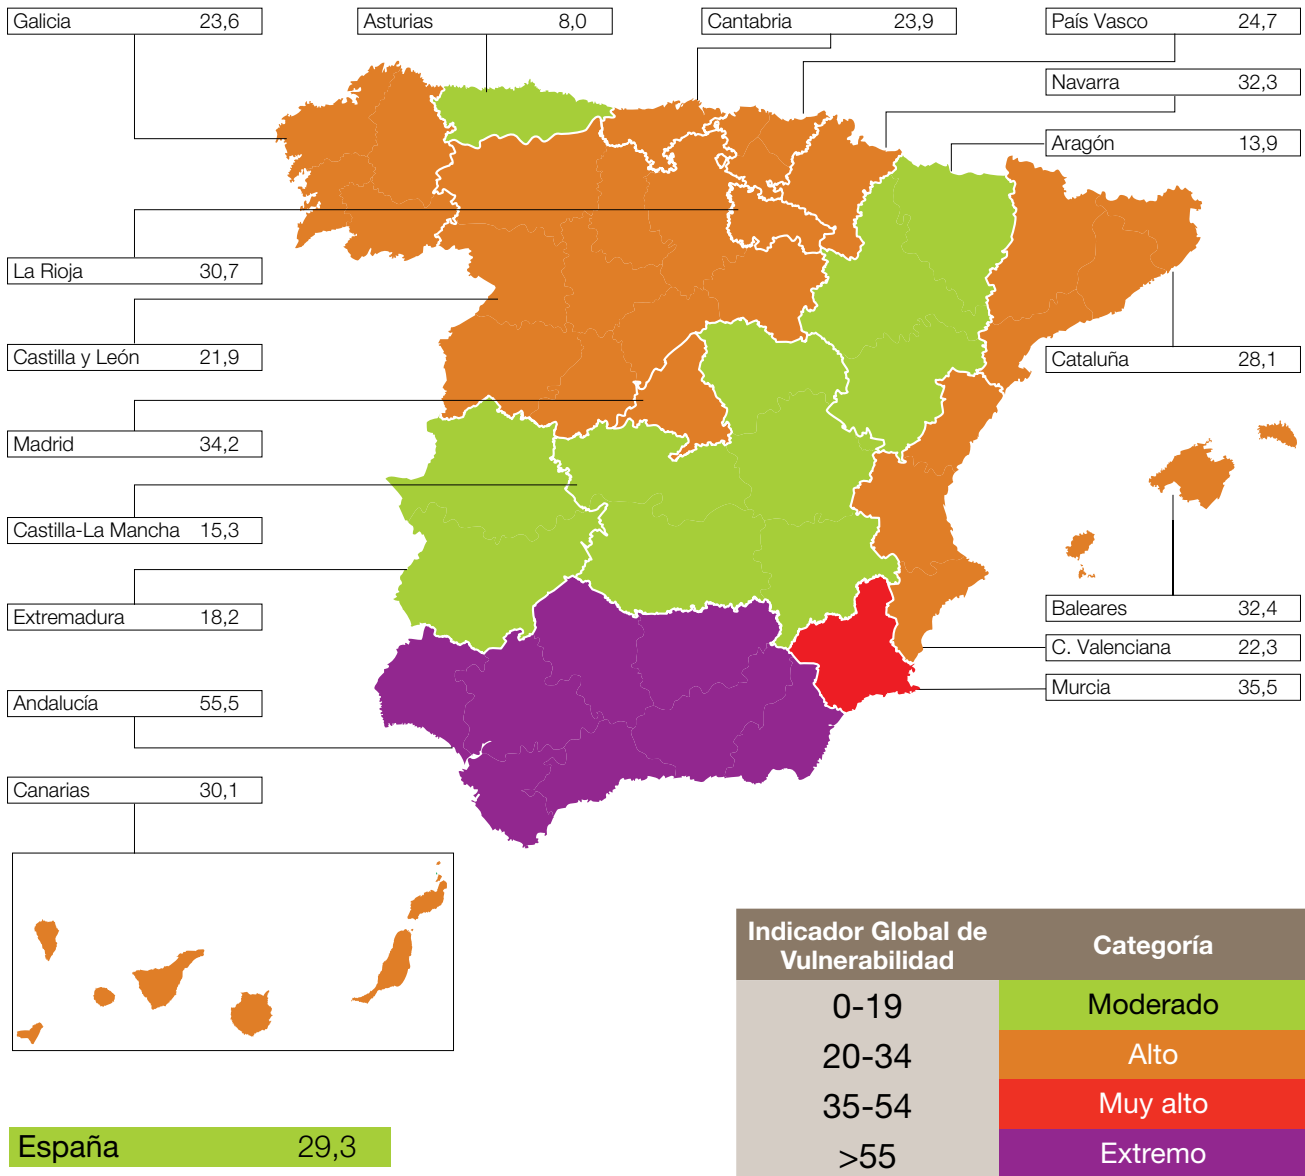 Galicia 23,6
Asturias 8,0
Cantabria 23,9
País Vasco 24,7
Navarra 32,3
Aragón 13,9
La Rioja 30,7
Castilla y León 21,9
Cataluña 28,1
Madrid 34,2
Castilla-La Mancha 15,3
Extremadura 18,2
Baleares 32,4
C. Valenciana 22,3
Murcia 35,5
Andalucía 55,5
Canarias 30,1
Indicador Global de
Vulnerabilidad
Categoría
0-19 Moderado
20-34 Alto
35-54 Muy alto
>55 Extremo
España 29,3